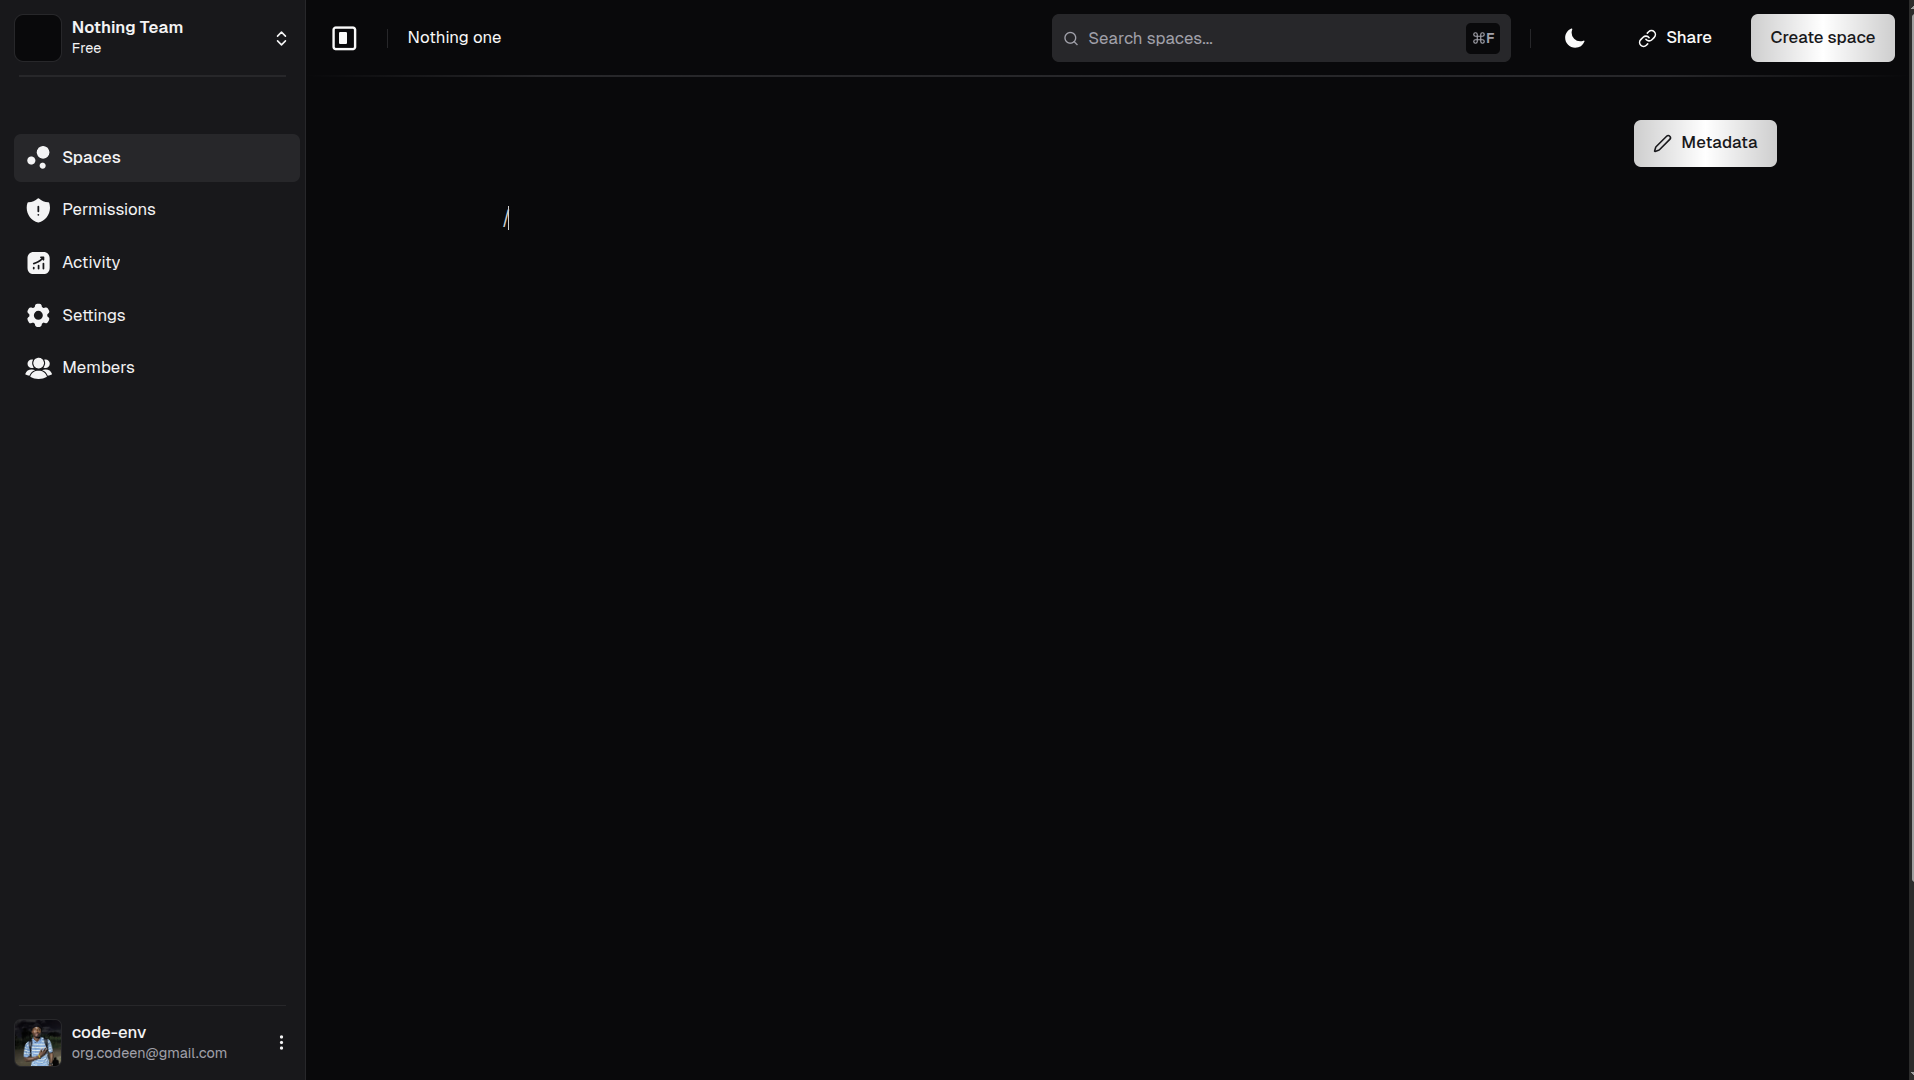 Nothing Team
Free
Nothing one
Search spaces...
⌘F
Share
Create space
Spaces
Permissions
Activity
Settings
Members
Metadata
/
code-env
org.codeen@gmail.com